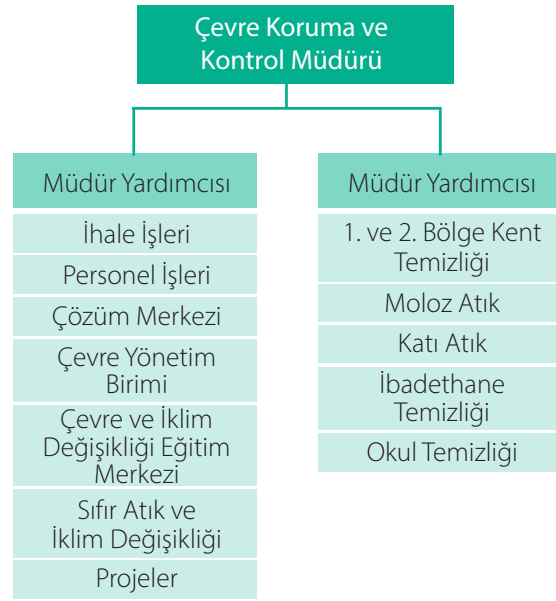 Çevre Koruma ve
Kontrol Müdürü
Müdür Yardımcısı
İhale İşleri
Personel İşleri
Çözüm Merkezi
Çevre Yönetim
Birimi
Çevre ve İklim
Değişikliği Eğitim
Merkezi
Sıfır Atık ve
İklim Değişikliği
Projeler
Müdür Yardımcısı
1. ve 2. Bölge Kent
Temizliği
Moloz Atık
Katı Atık
İbadethane
Temizliği
Okul Temizliği